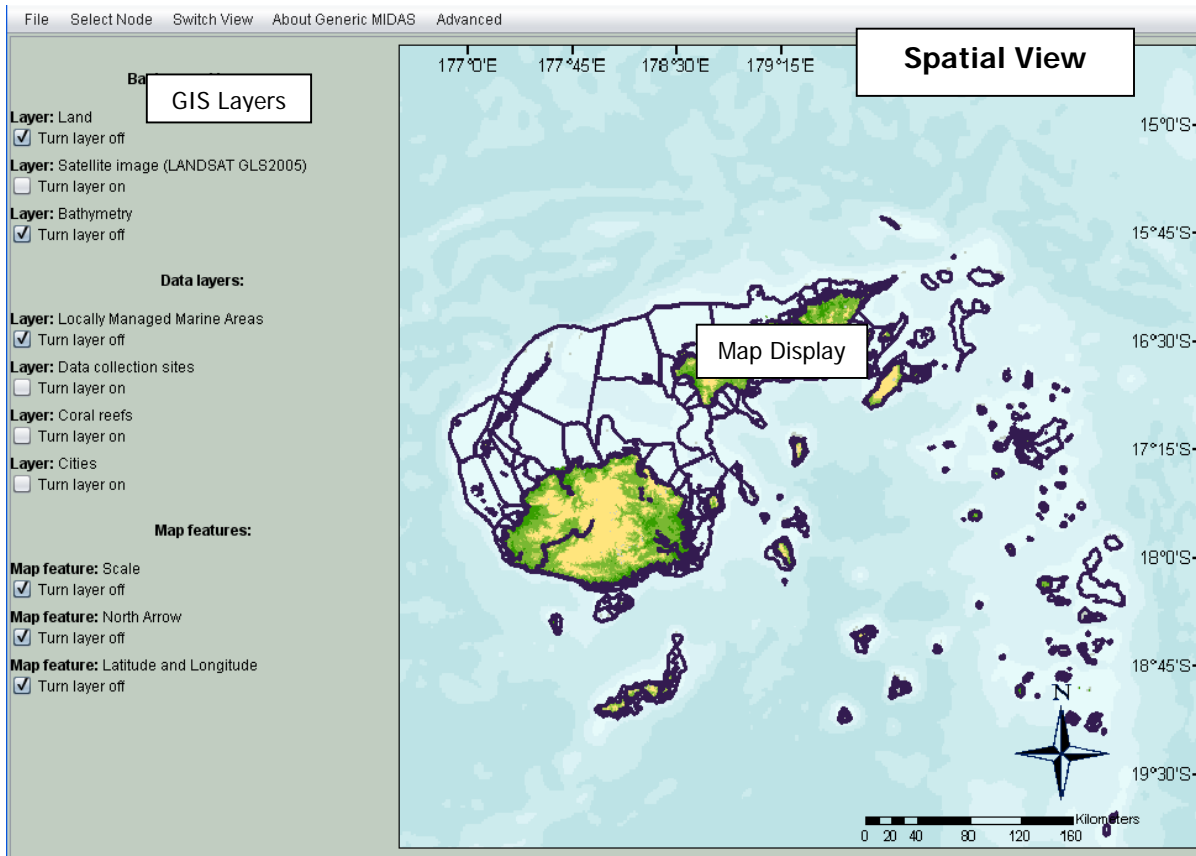 File Select Node Switch View About Generic MIDAS Advanced
GIS Layers
Layer: Land
Turn layer off
Layer: Satellite image (LANDSAT GLS2005)
Turn layer on
Layer: Bathymetry
Turn layer off
Data layers:
Layer: Locally Managed Marine Areas
Turn layer off
Layer: Data collection sites
Turn layer on
Layer: Coral reefs
Turn layer on
Layer: Cities
Turn layer on
Map features:
Map feature: Scale
Turn layer off
Map feature: North Arrow
Turn layer off
Map feature: Latitude and Longitude
Turn layer off
177°0'E 177°45'E 178°30'E 179°15'E
Spatial View
15°0'S
15°45'S
16°30'S
Map Display
17°15'S
18°0'S
18°45'S
N
19°30'S
Kilometers
0 20 40 80 120 160